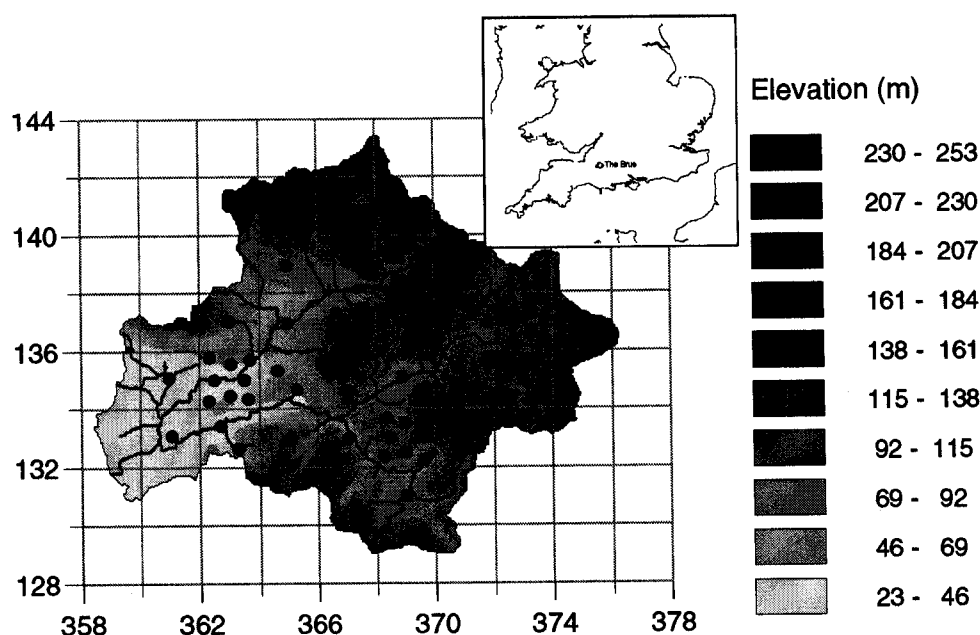 The Brue
Elevation (m)
230 - 253
207 - 230
184 - 207
161 - 184
138 - 161
115 - 138
92 - 115
69 - 92
46 - 69
23 - 46
144
140
136
132
128
358 362 366 370 374 378